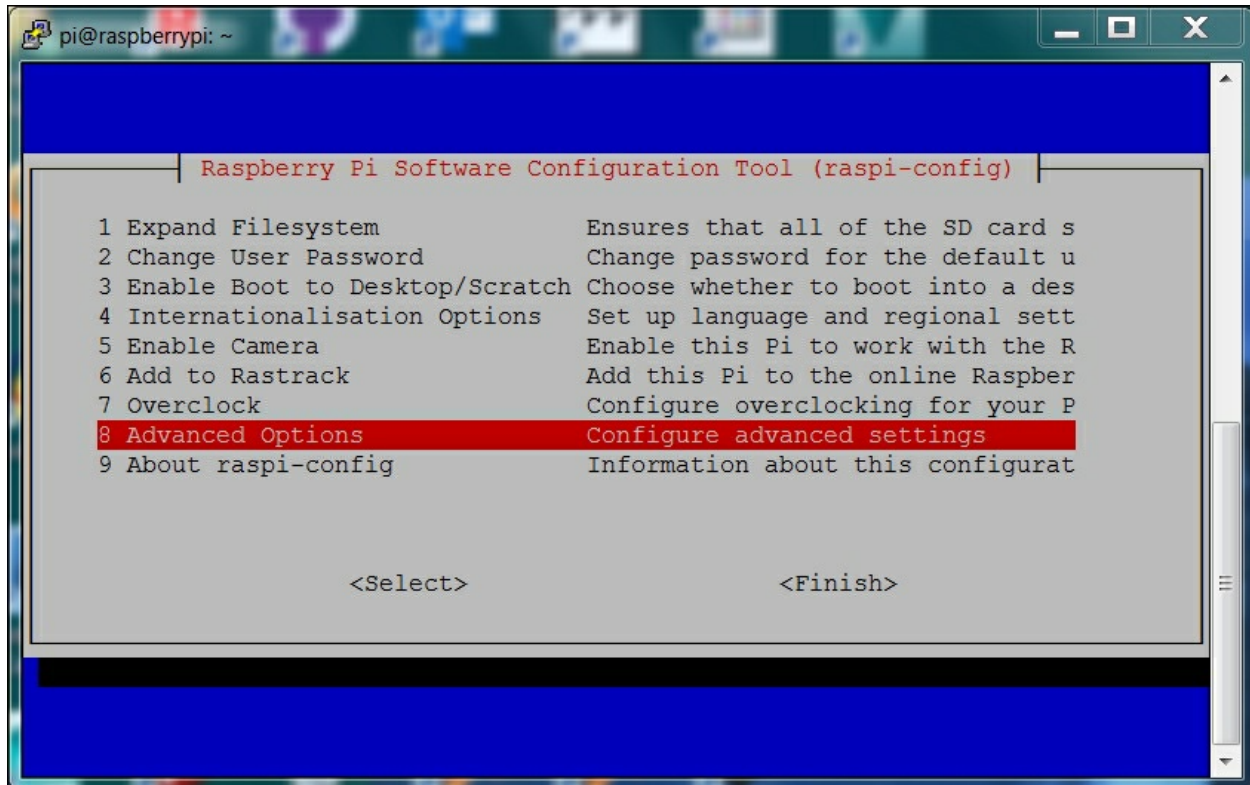 pi@raspberrypi: ~
Raspberry Pi Software Configuration Tool (raspi-config)
1 Expand Filesystem Ensures that all of the SD card s
2 Change User Password Change password for the default u
3 Enable Boot to Desktop/Scratch Choose whether to boot into a des
4 Internationalisation Options Set up language and regional sett
5 Enable Camera Enable this Pi to work with the R
6 Add to Rastrack Add this Pi to the online Raspber
7 Overclock Configure overclocking for your P
8 Advanced Options Configure advanced settings
9 About raspi-config Information about this configurat
<Select> <Finish>